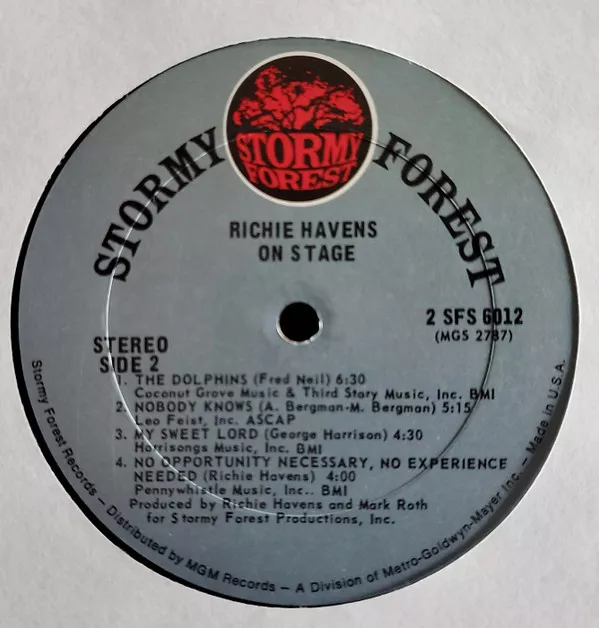 STORMY FOREST
STORMY
FOREST
RICHIE HAVENS
ON STAGE
2 SFS 6012
(MGS 2787)
STEREO
SIDE 2
1. THE DOLPHINS (Fred Neil) 6:30
Coconut Grove Music & Third Story Music, Inc. BMI
2. NOBODY KNOWS (A. Bergman-M. Bergman) 5:15
Leo Feist, Inc. ASCAP
3. MY SWEET LORD (George Harrison) 4:30
Harrisongs Music, Inc. BMI
4. NO OPPORTUNITY NECESSARY, NO EXPERIENCE
NEEDED (Richie Havens) 4:00
Pennywhistle Music, Inc.. BMI
Produced by Richie Havens and Mark Roth
for Stormy Forest Productions, Inc.
Stormy Forest Records – Distributed by MGM Records – A Division of Metro-Goldwyn-Mayer Inc. – Made in U.S.A.